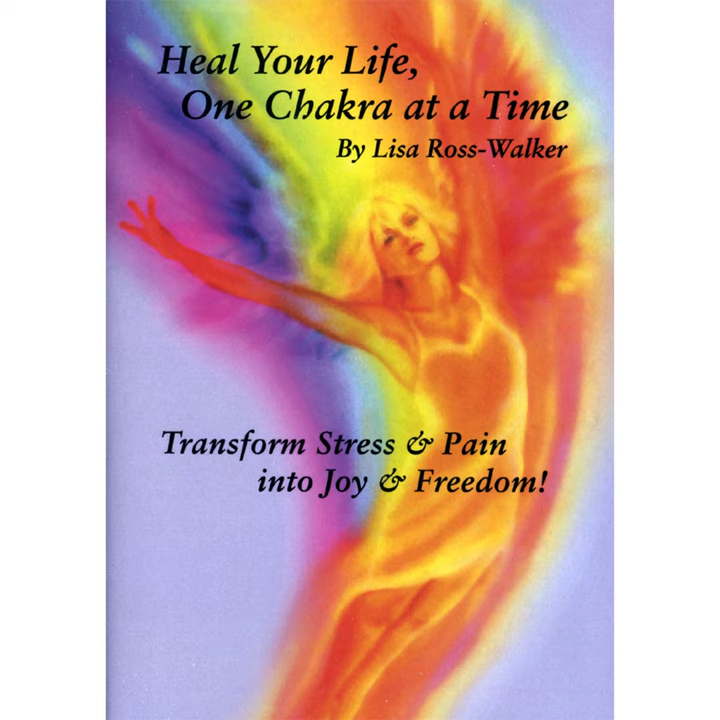 Heal Your Life,
One Chakra at a Time
By Lisa Ross-Walker
Transform Stress & Pain
into Joy & Freedom!